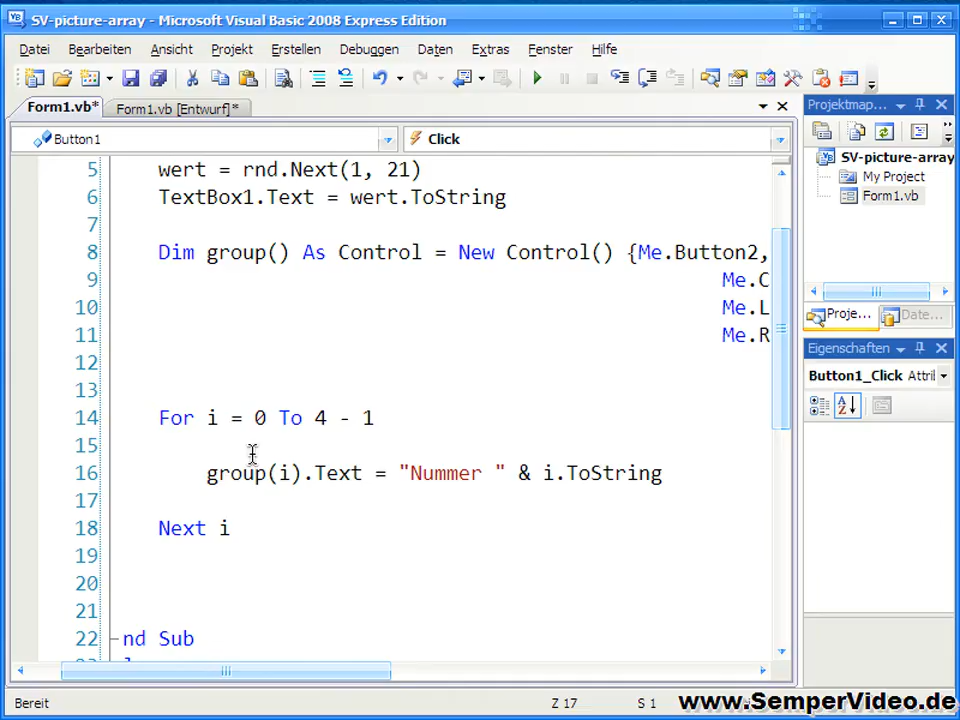 SV-picture-array - Microsoft Visual Basic 2008 Express Edition
Datei Bearbeiten Ansicht Projekt Erstellen Debuggen Daten Extras Fenster Hilfe
Form1.vb* Form1.vb [Entwurf]*
Button1 Click
5 wert = rnd.Next(1, 21)
6 TextBox1.Text = wert.ToString
7
8 Dim group() As Control = New Control() {Me.Button2,
9 Me.C
10 Me.L
11 Me.R
12
13
14 For i = 0 To 4 - 1
15
16 group(i).Text = "Nummer " & i.ToString
17
18 Next i
19
20
21
22 nd Sub
Projektmap...
SV-picture-array
My Project
Form1.vb
Proje... Date...
Eigenschaften
Button1_Click Attri
Bereit Z 17 S 1
www.SemperVideo.de